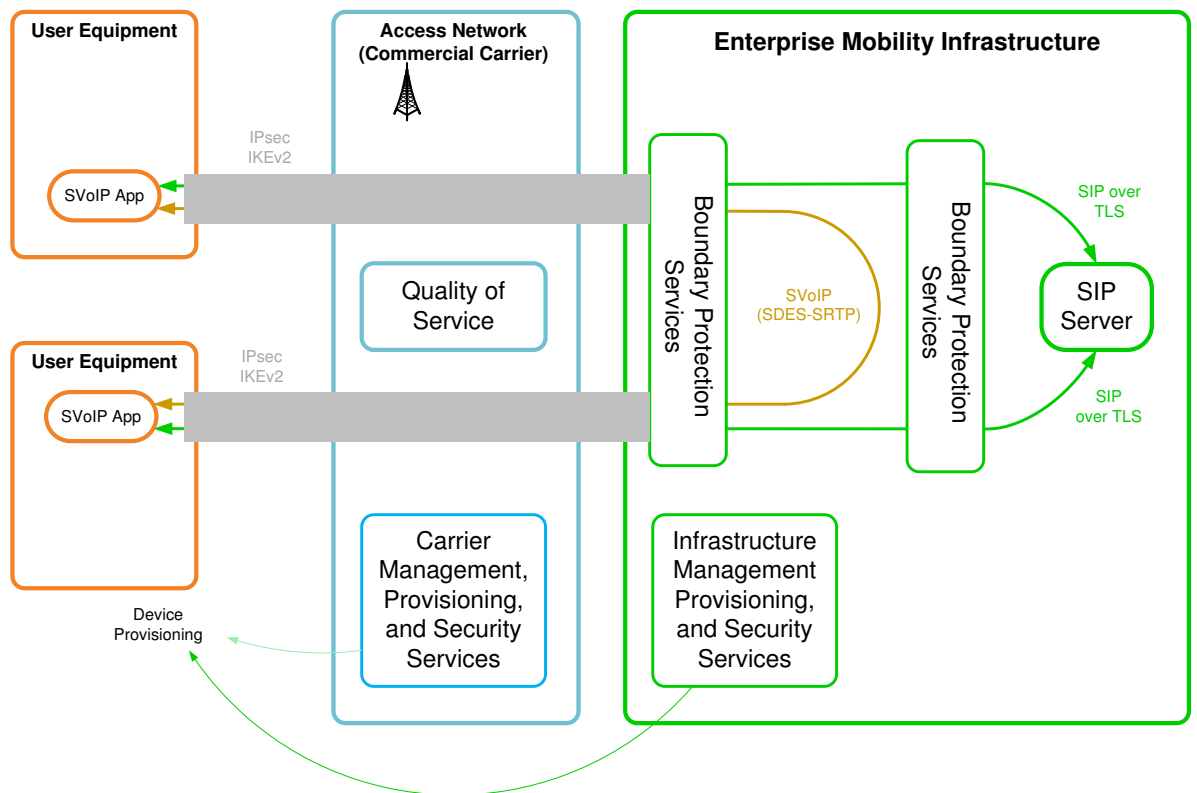 User Equipment
SVoIP App
IPsec
IKEv2
Access Network
(Commercial Carrier)
Quality of
Service
User Equipment
SVoIP App
IPsec
IKEv2
Carrier
Management,
Provisioning,
and Security
Services
Device
Provisioning
Enterprise Mobility Infrastructure
Boundary Protection
Services
SVoIP
(SDES-SRTP)
Boundary Protection
Services
SIP over
TLS
SIP
Server
SIP
over TLS
Infrastructure
Management
Provisioning,
and Security
Services